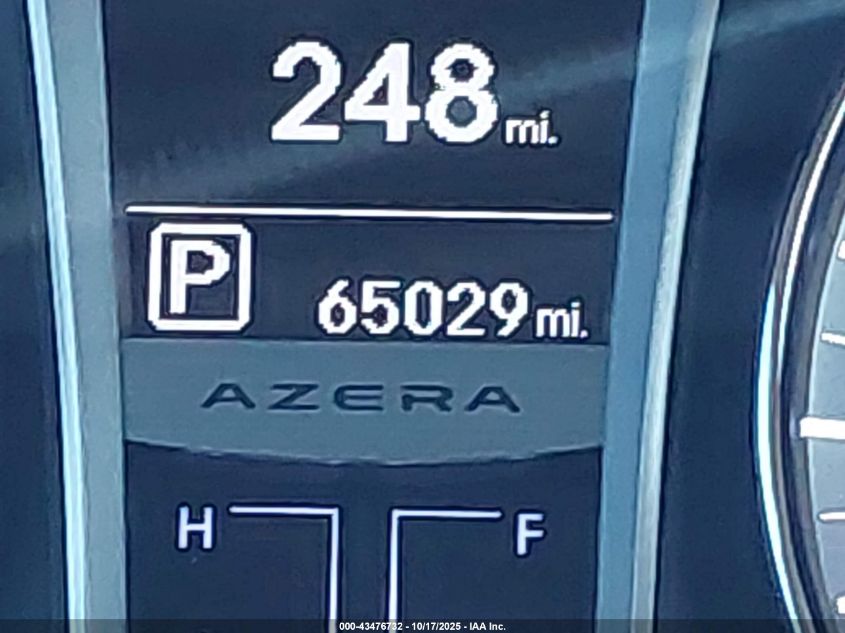 248 mi.
P 65029 mi.
AZERA
H F
000-43476732 - 10/17/2025 - IAA Inc.